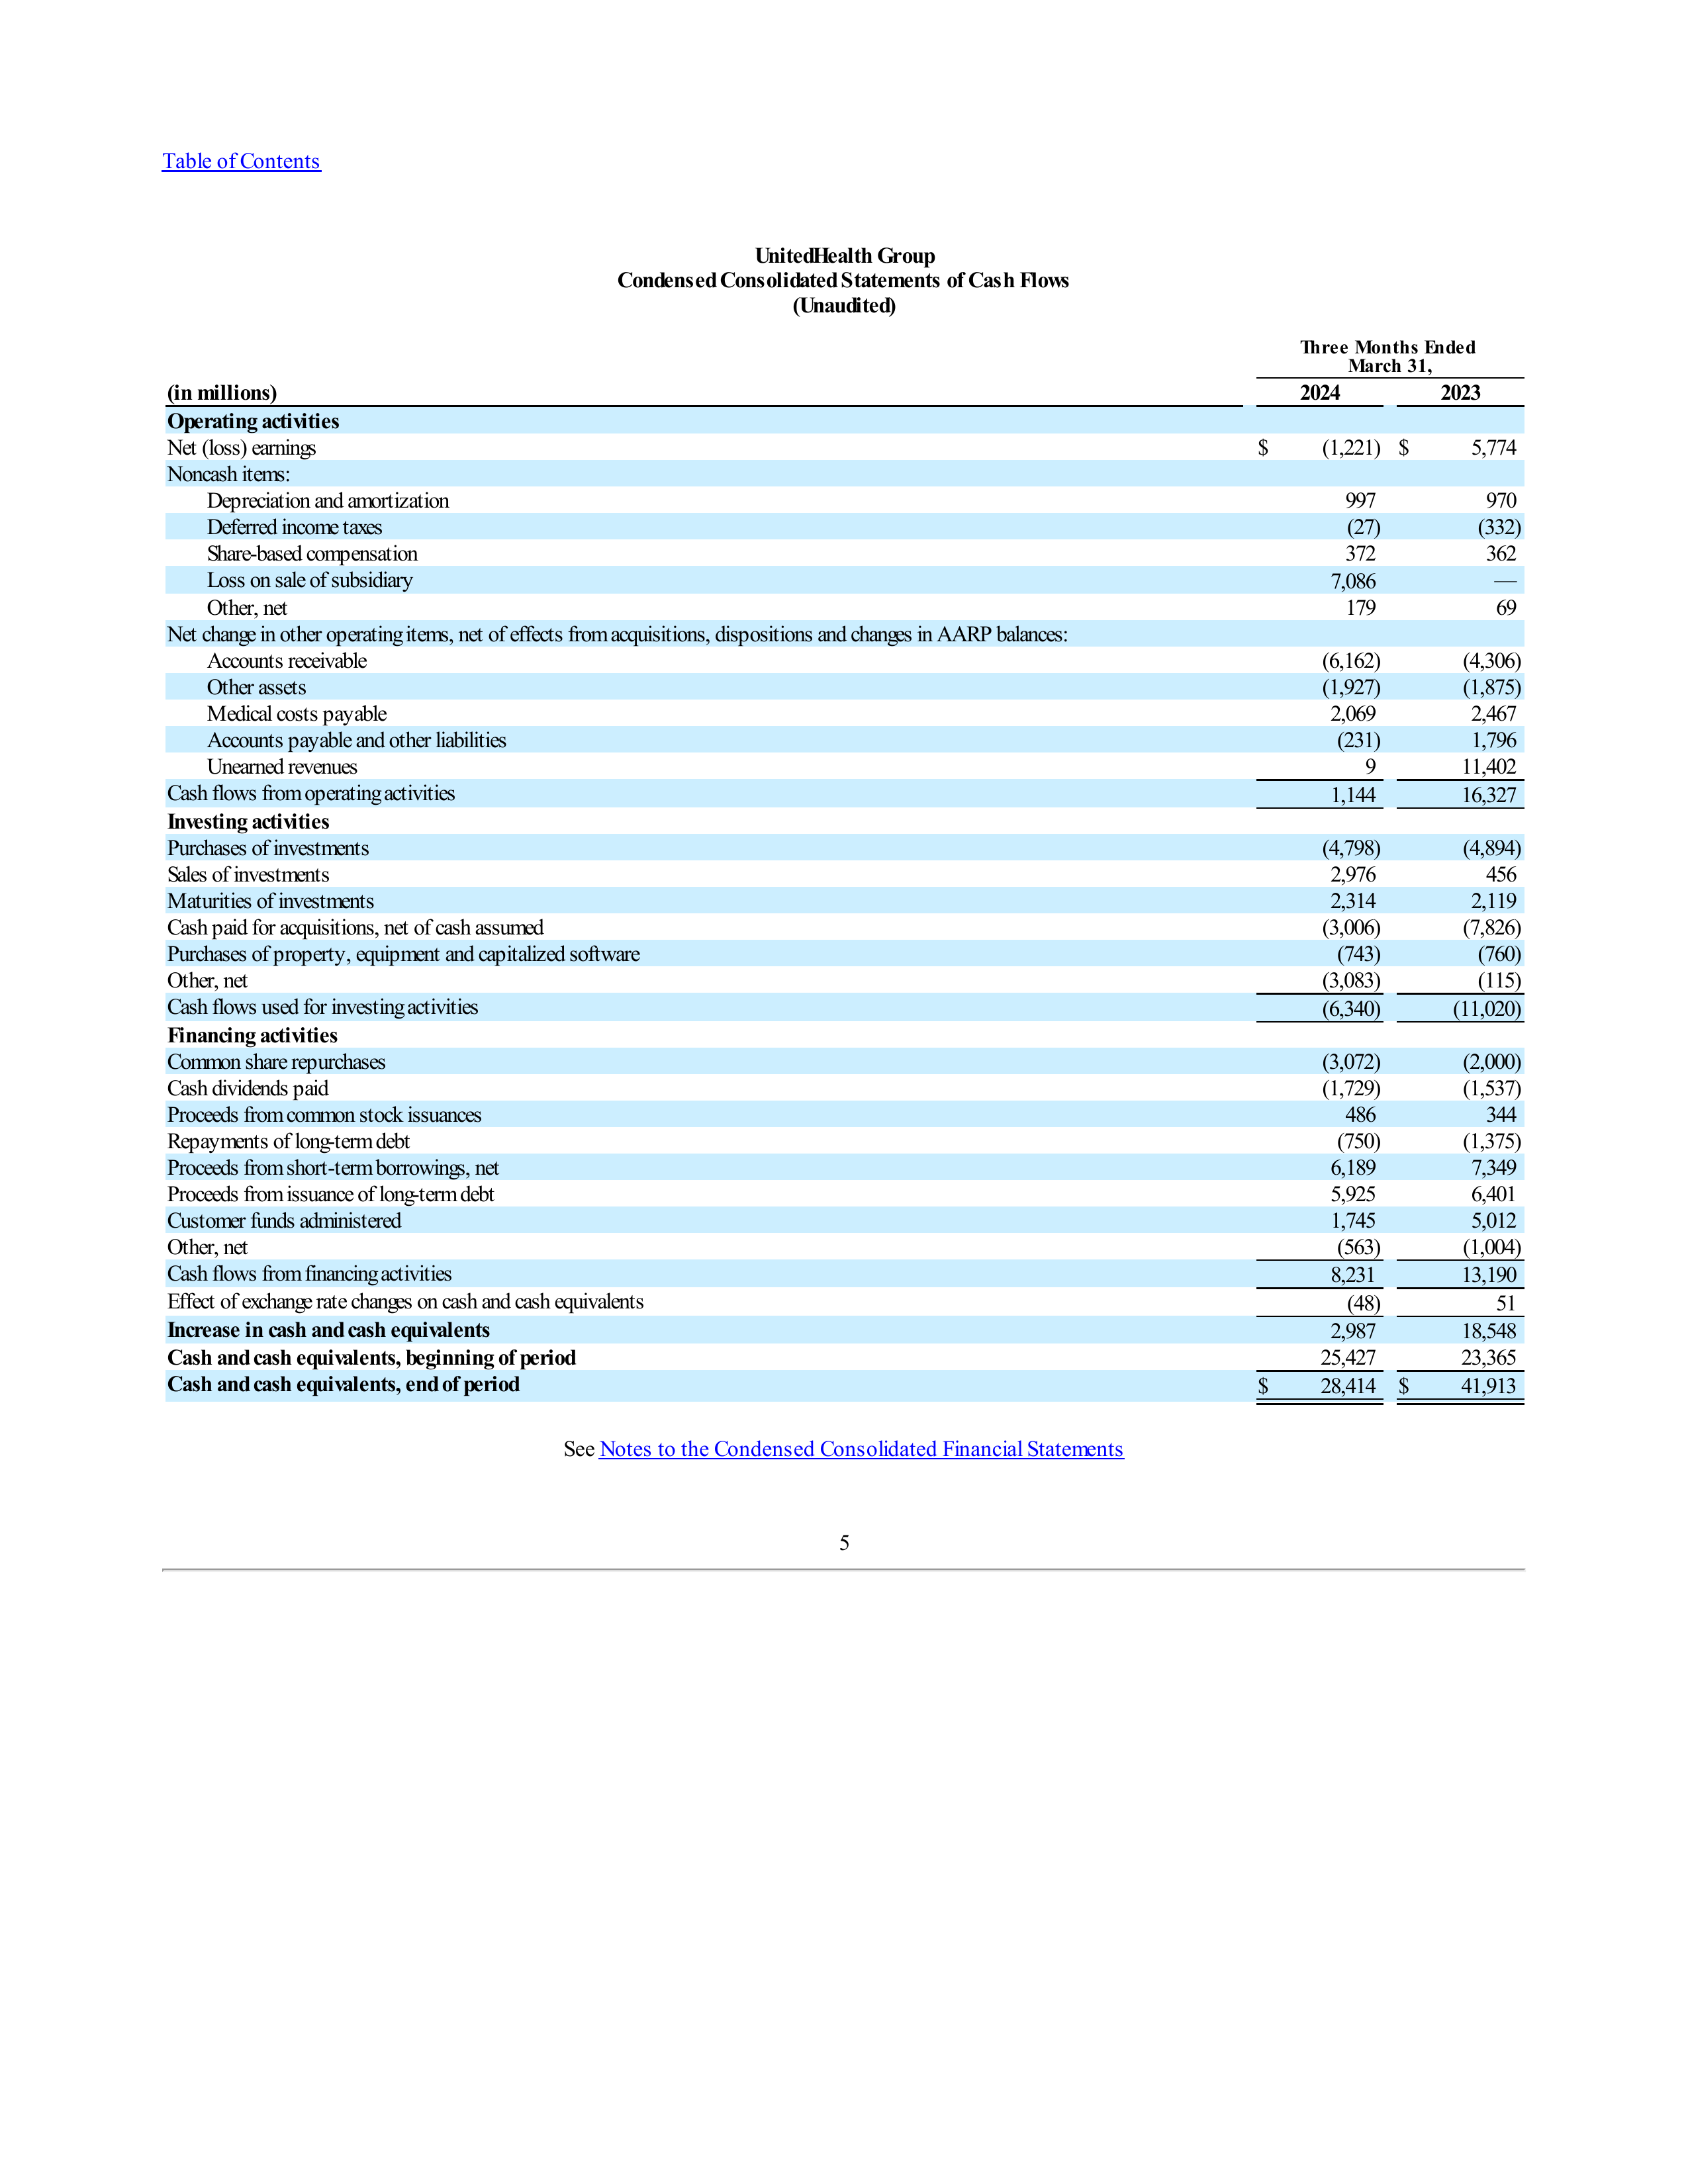 Table of Contents
UnitedHealth Group
Condensed Consolidated Statements of Cash Flows
(Unaudited)
Three Months Ended
March 31,
(in millions) 2024 2023
Operating activities
Net (loss) earnings $ (1,221) $ 5,774
Noncash items:
Depreciation and amortization 997 970
Deferred income taxes (27) (332)
Share-based compensation 372 362
Loss on sale of subsidiary 7,086 —
Other, net 179 69
Net change in other operating items, net of effects from acquisitions, dispositions and changes in AARP balances:
Accounts receivable (6,162) (4,306)
Other assets (1,927) (1,875)
Medical costs payable 2,069 2,467
Accounts payable and other liabilities (231) 1,796
Unearned revenues 9 11,402
Cash flows from operating activities 1,144 16,327
Investing activities
Purchases of investments (4,798) (4,894)
Sales of investments 2,976 456
Maturities of investments 2,314 2,119
Cash paid for acquisitions, net of cash assumed (3,006) (7,826)
Purchases of property, equipment and capitalized software (743) (760)
Other, net (3,083) (115)
Cash flows used for investing activities (6,340) (11,020)
Financing activities
Common share repurchases (3,072) (2,000)
Cash dividends paid (1,729) (1,537)
Proceeds from common stock issuances 486 344
Repayments of long-term debt (750) (1,375)
Proceeds from short-term borrowings, net 6,189 7,349
Proceeds from issuance of long-term debt 5,925 6,401
Customer funds administered 1,745 5,012
Other, net (563) (1,004)
Cash flows from financing activities 8,231 13,190
Effect of exchange rate changes on cash and cash equivalents (48) 51
Increase in cash and cash equivalents 2,987 18,548
Cash and cash equivalents, beginning of period 25,427 23,365
Cash and cash equivalents, end of period $ 28,414 $ 41,913
See Notes to the Condensed Consolidated Financial Statements
5